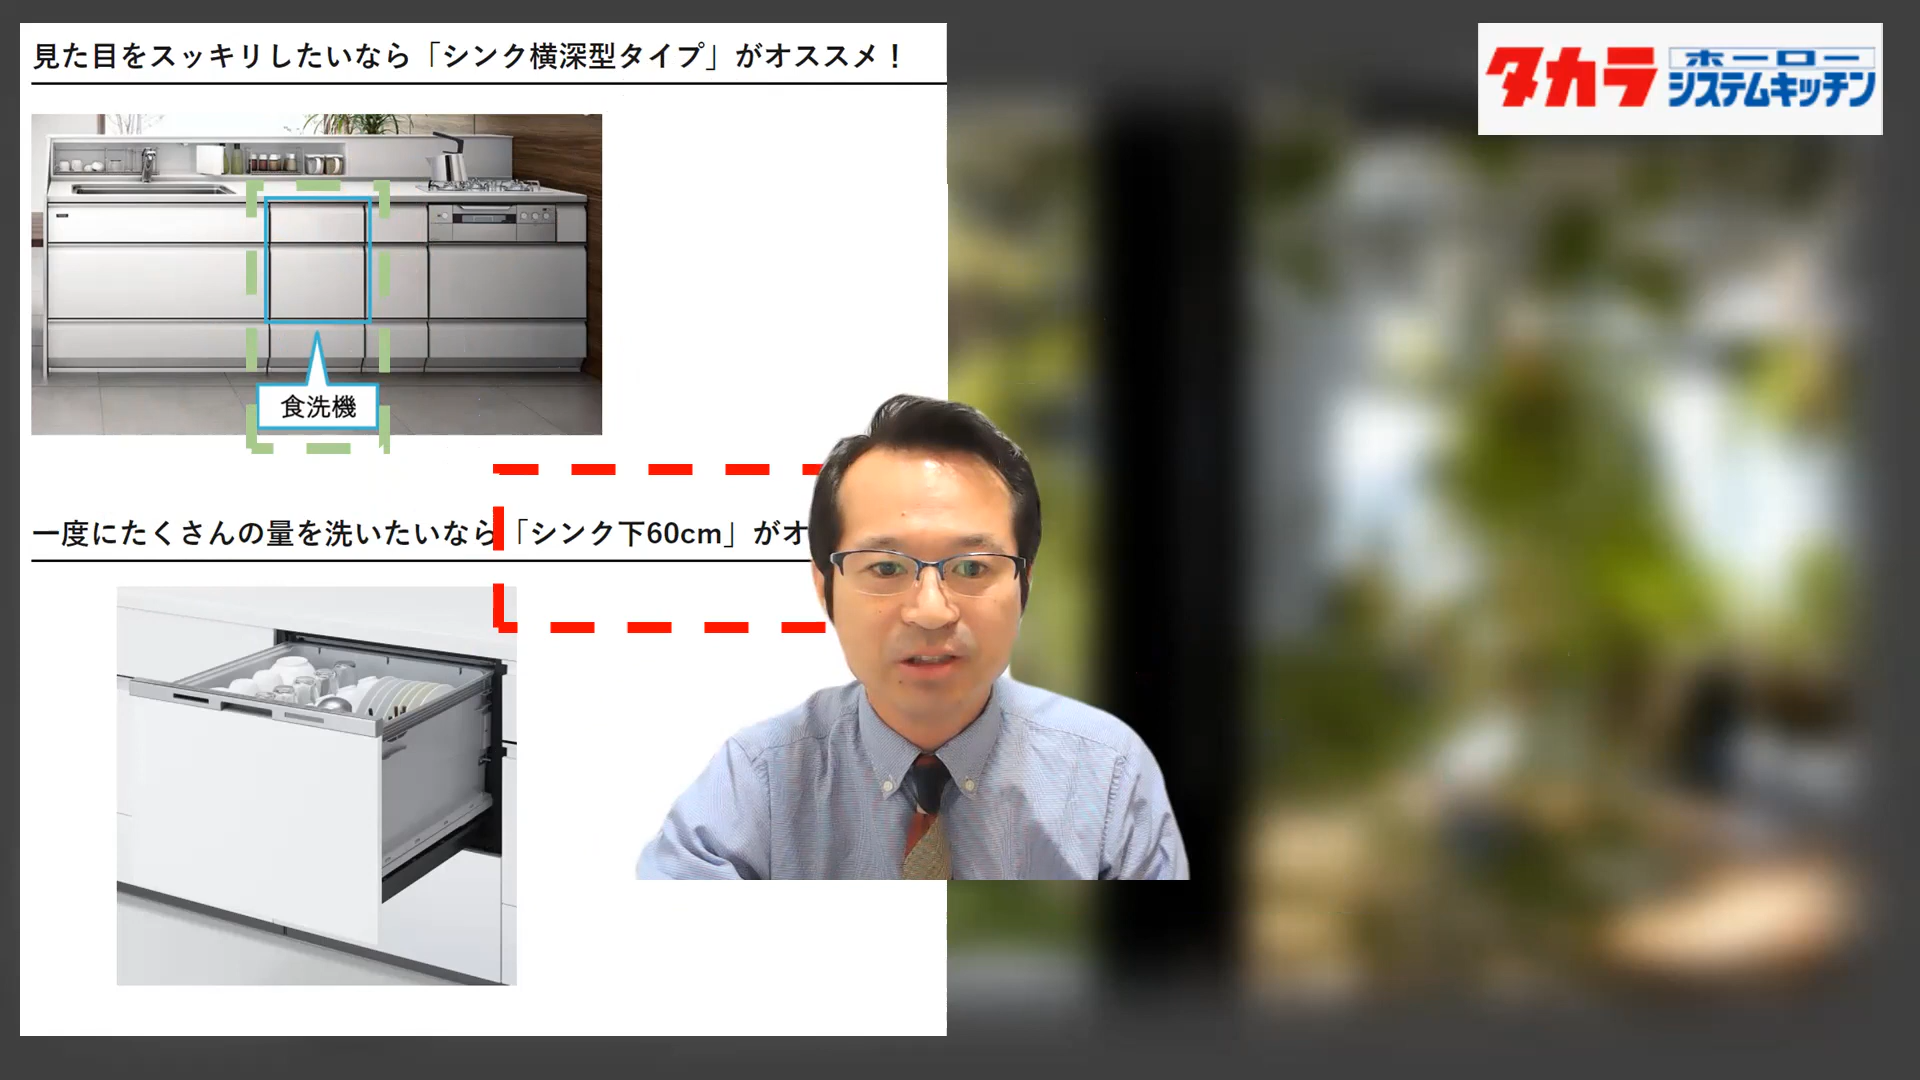 見た目をスッキリしたいなら「シンク横深型タイプ」がオススメ！
タカラ
ホーロー
システムキッチン
食洗機
一度にたくさんの量を洗いたいなら「シンク下60cm」がオ